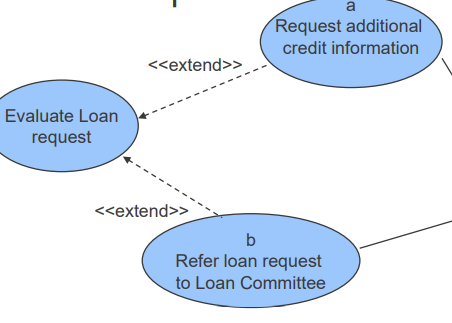 a
Request additional
credit information
<<extend>>
Evaluate Loan
request
<<extend>>
b
Refer loan request
to Loan Committee